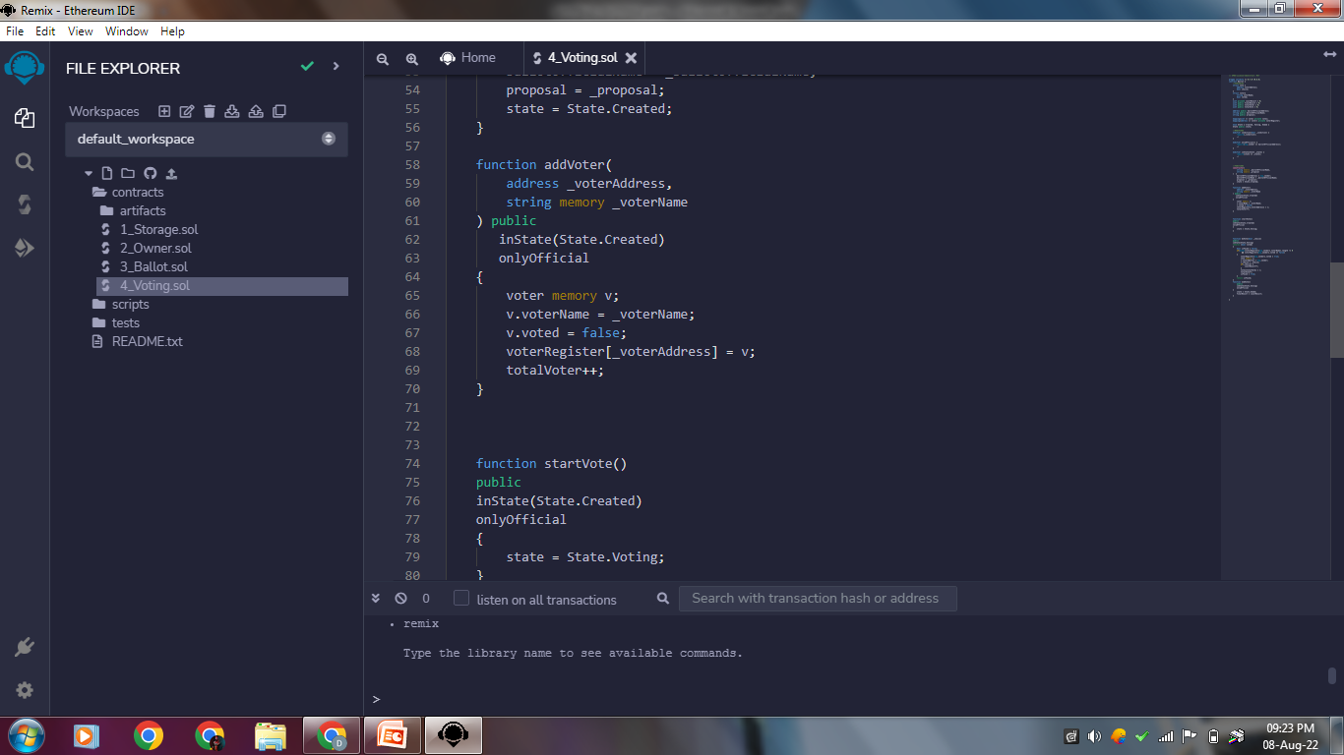 Remix - Ethereum IDE
File Edit View Window Help
FILE EXPLORER
Workspaces
default_workspace
contracts
artifacts
1_Storage.sol
2_Owner.sol
3_Ballot.sol
4_Voting.sol
scripts
tests
README.txt
Home
4_Voting.sol
54 proposal = _proposal;
55 state = State.Created;
56 }
57
58 function addVoter(
59 address _voterAddress,
60 string memory _voterName
61 ) public
62 inState(State.Created)
63 onlyOfficial
64 {
65 voter memory v;
66 v.voterName = _voterName;
67 v.voted = false;
68 voterRegister[_voterAddress] = v;
69 totalVoter++;
70 }
71
72
73
74 function startVote()
75 public
76 inState(State.Created)
77 onlyOfficial
78 {
79 state = State.Voting;
80 }
0 listen on all transactions Search with transaction hash or address
• remix
Type the library name to see available commands.
>
09:23 PM
08-Aug-22